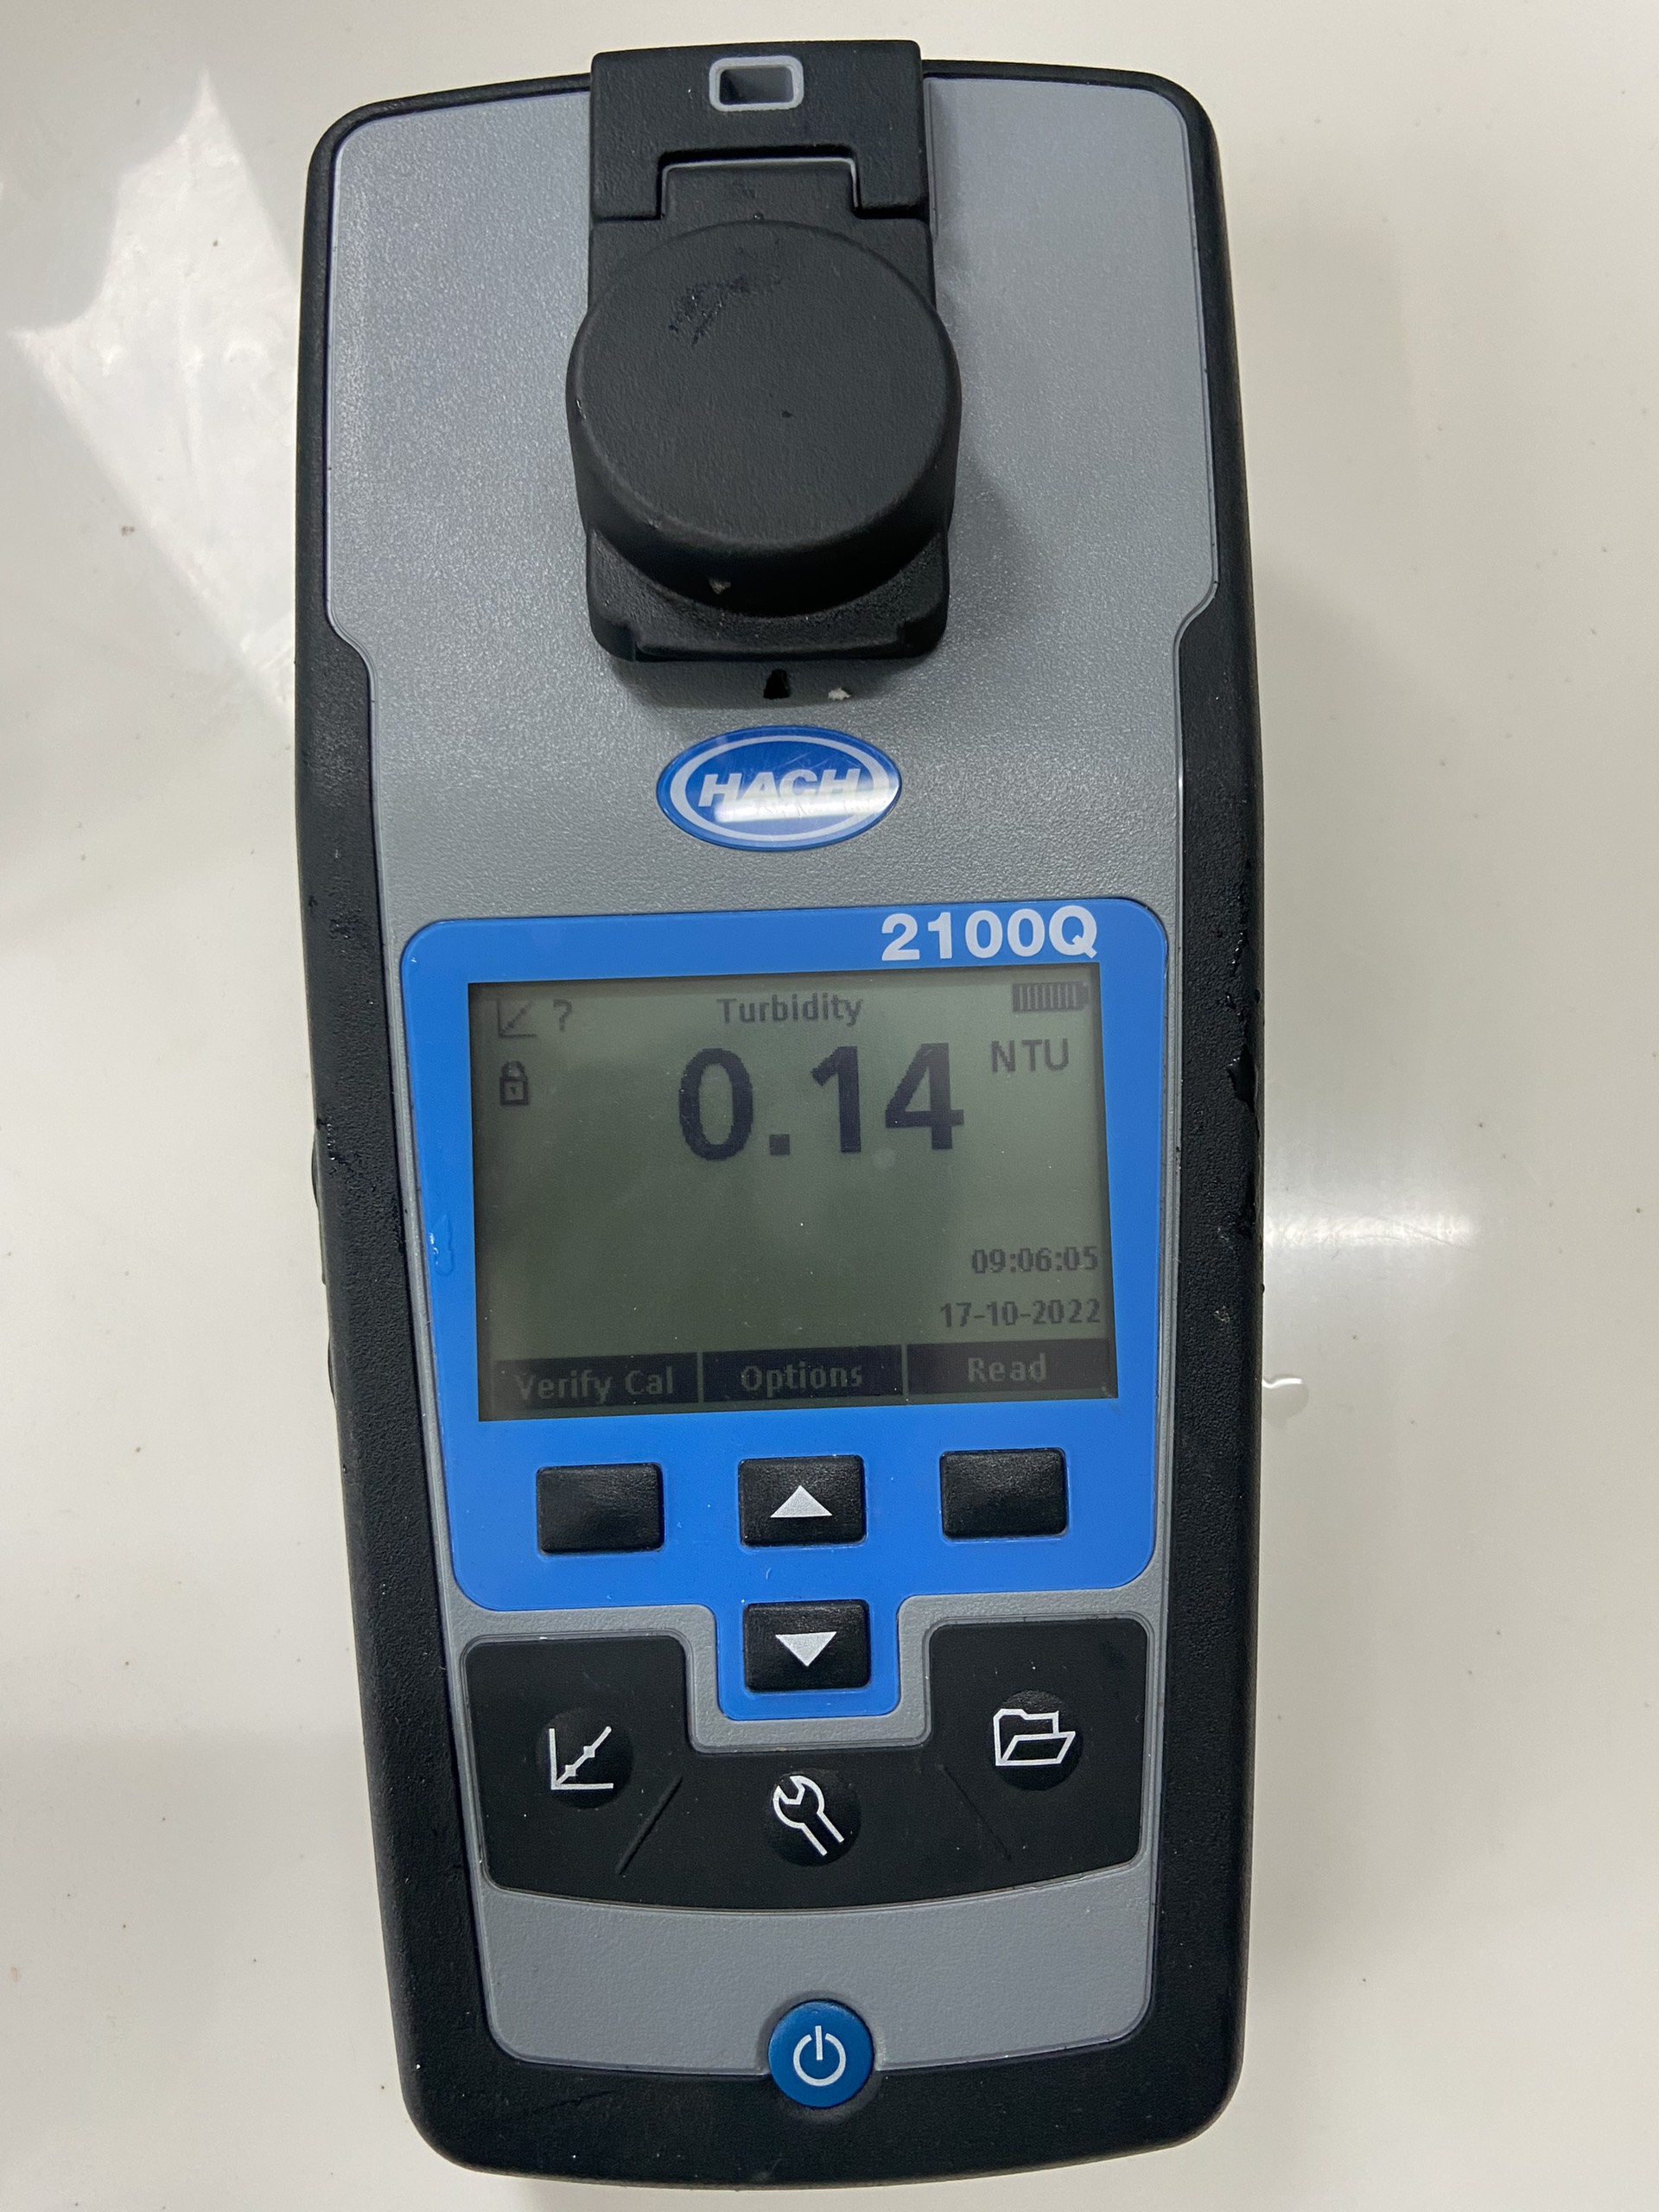 HACH
2100Q
? Turbidity
0.14 NTU
09:06:05
17-10-2022
Verify Cal Options Read